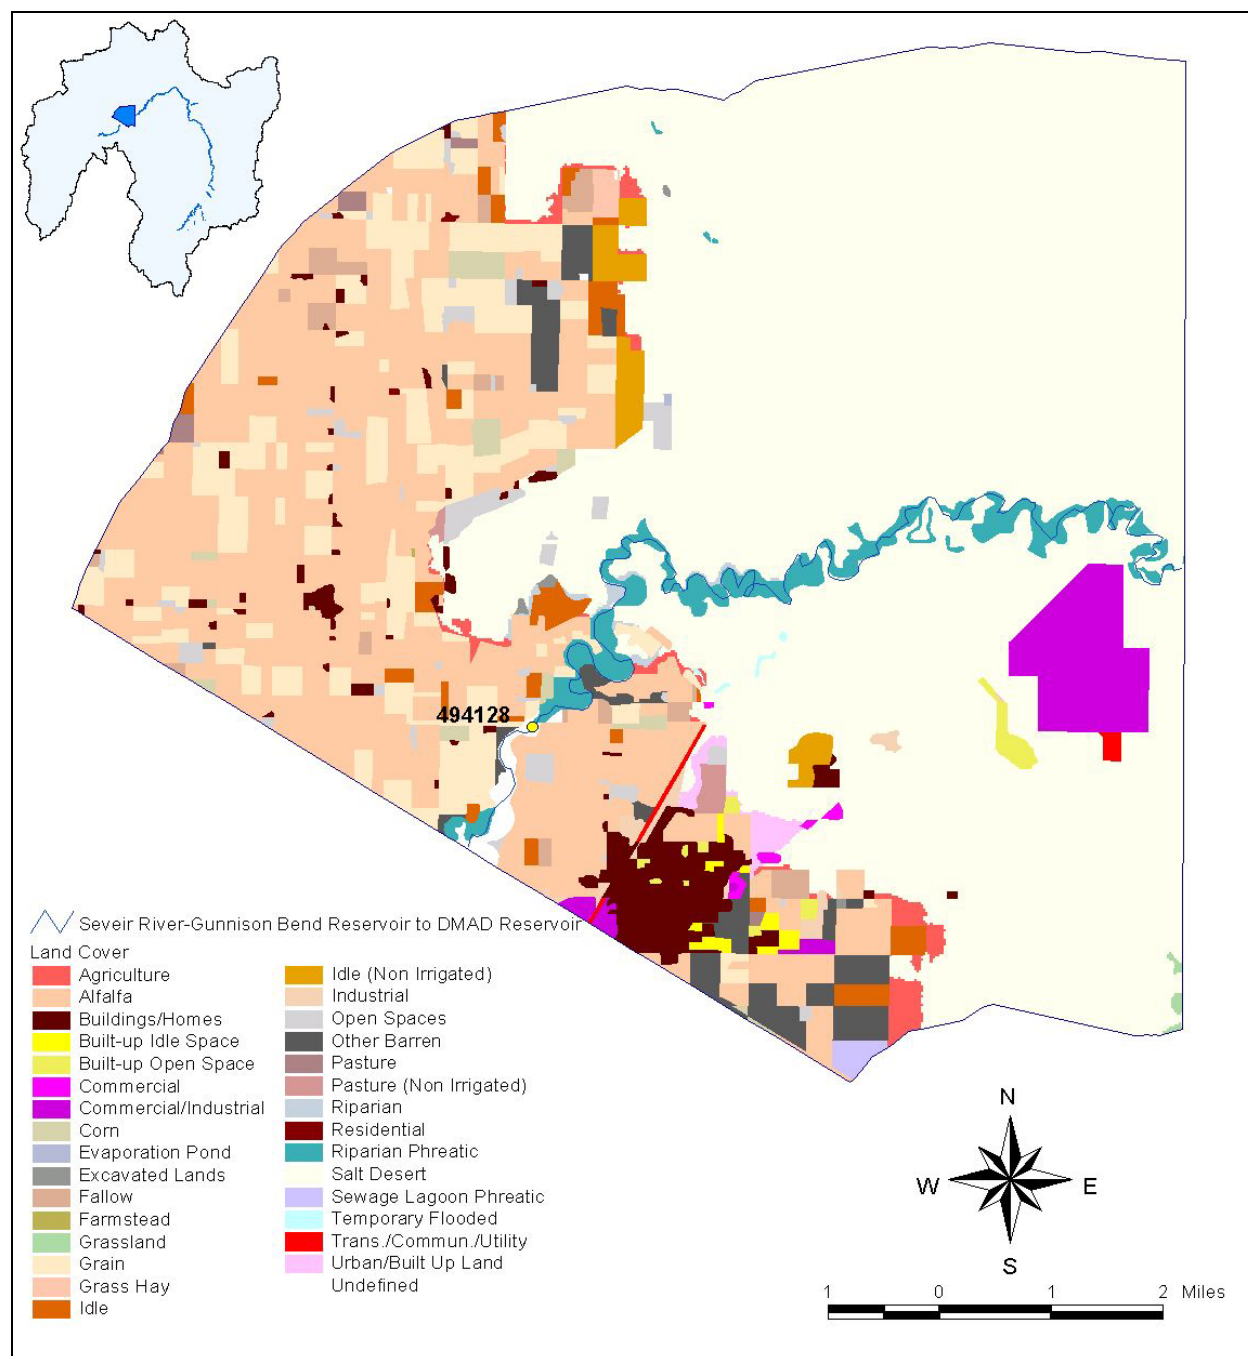 494128
Seveir River-Gunnison Bend Reservoir to DMAD Reservoir
Land Cover
Agriculture
Alfalfa
Buildings/Homes
Built-up Idle Space
Built-up Open Space
Commercial
Commercial/Industrial
Corn
Evaporation Pond
Excavated Lands
Fallow
Farmstead
Grassland
Grain
Grass Hay
Idle
Idle (Non Irrigated)
Industrial
Open Spaces
Other Barren
Pasture
Pasture (Non Irrigated)
Riparian
Residential
Riparian Phreatic
Salt Desert
Sewage Lagoon Phreatic
Temporary Flooded
Trans./Commun./Utility
Urban/Built Up Land
Undefined
N
W E
S
1 0 1 2 Miles